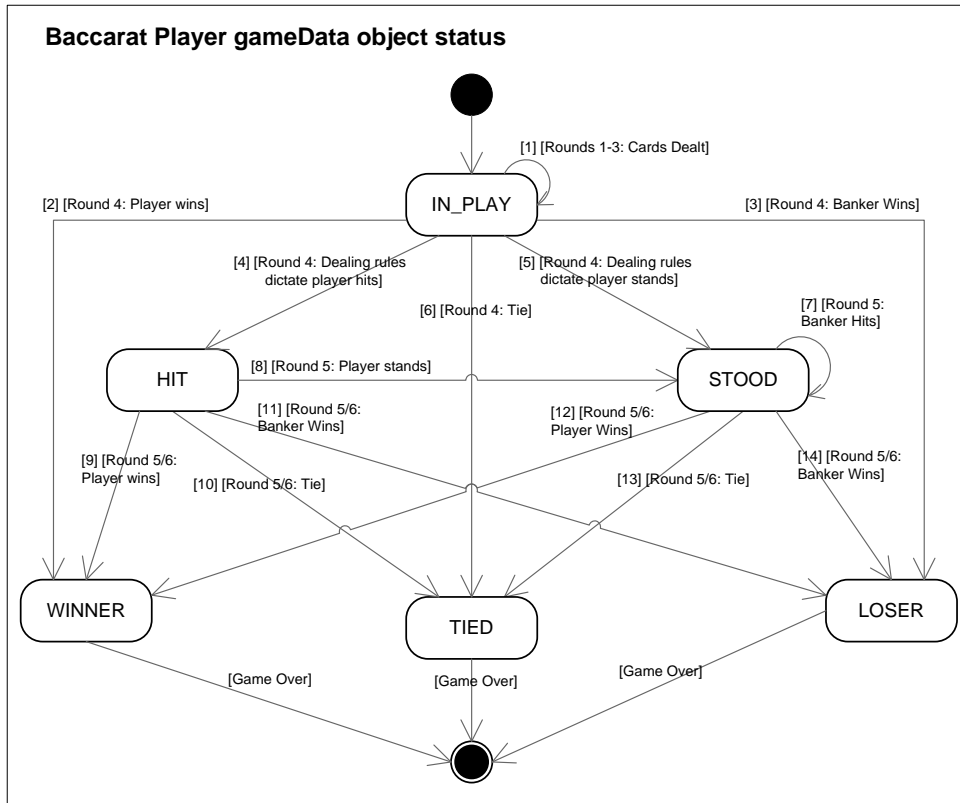 Baccarat Player gameData object status
[1] [Rounds 1-3: Cards Dealt]
IN_PLAY
[2] [Round 4: Player wins]
[3] [Round 4: Banker Wins]
[4] [Round 4: Dealing rules
dictate player hits]
[5] [Round 4: Dealing rules
dictate player stands]
[6] [Round 4: Tie]
[7] [Round 5:
Banker Hits]
HIT
[8] [Round 5: Player stands]
STOOD
[11] [Round 5/6:
Banker Wins]
[12] [Round 5/6:
Player Wins]
[9] [Round 5/6:
Player wins]
[10] [Round 5/6: Tie]
[13] [Round 5/6: Tie]
[14] [Round 5/6:
Banker Wins]
WINNER
TIED
LOSER
[Game Over]
[Game Over]
[Game Over]